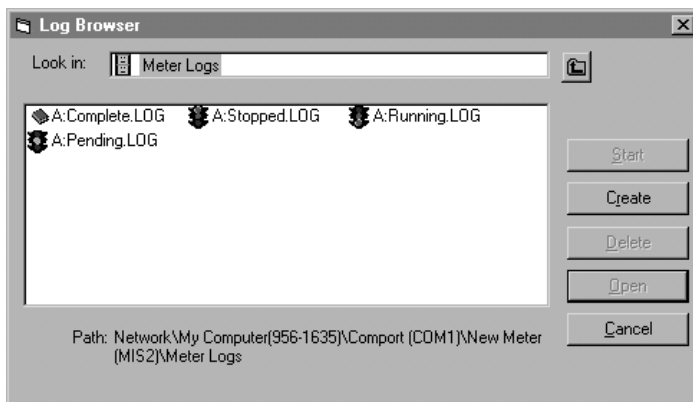 Log Browser
Look in: Meter Logs
A:Complete.LOG A:Stopped.LOG A:Running.LOG
A:Pending.LOG
Start
Create
Delete
Open
Cancel
Path: Network\My Computer(956-1635)\Comport (COM1)\New Meter
(MIS2)\Meter Logs